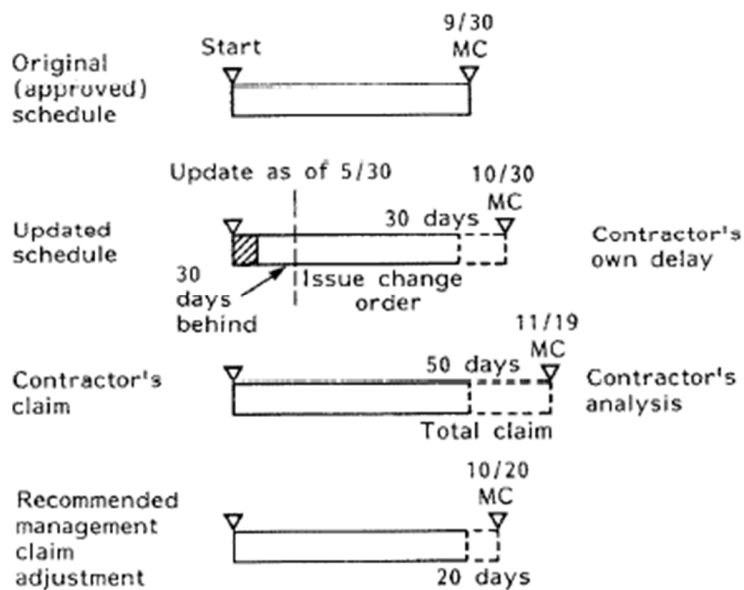 9/30
Start
MC
Original
(approved)
schedule
Update as of 5/30
10/30
MC
30 days
Updated
schedule
Contractor's
own delay
30
days
behind
Issue change
order
11/19
MC
50 days
Contractor's
claim
Contractor's
analysis
Total claim
10/20
MC
Recommended
management
claim
adjustment
20 days